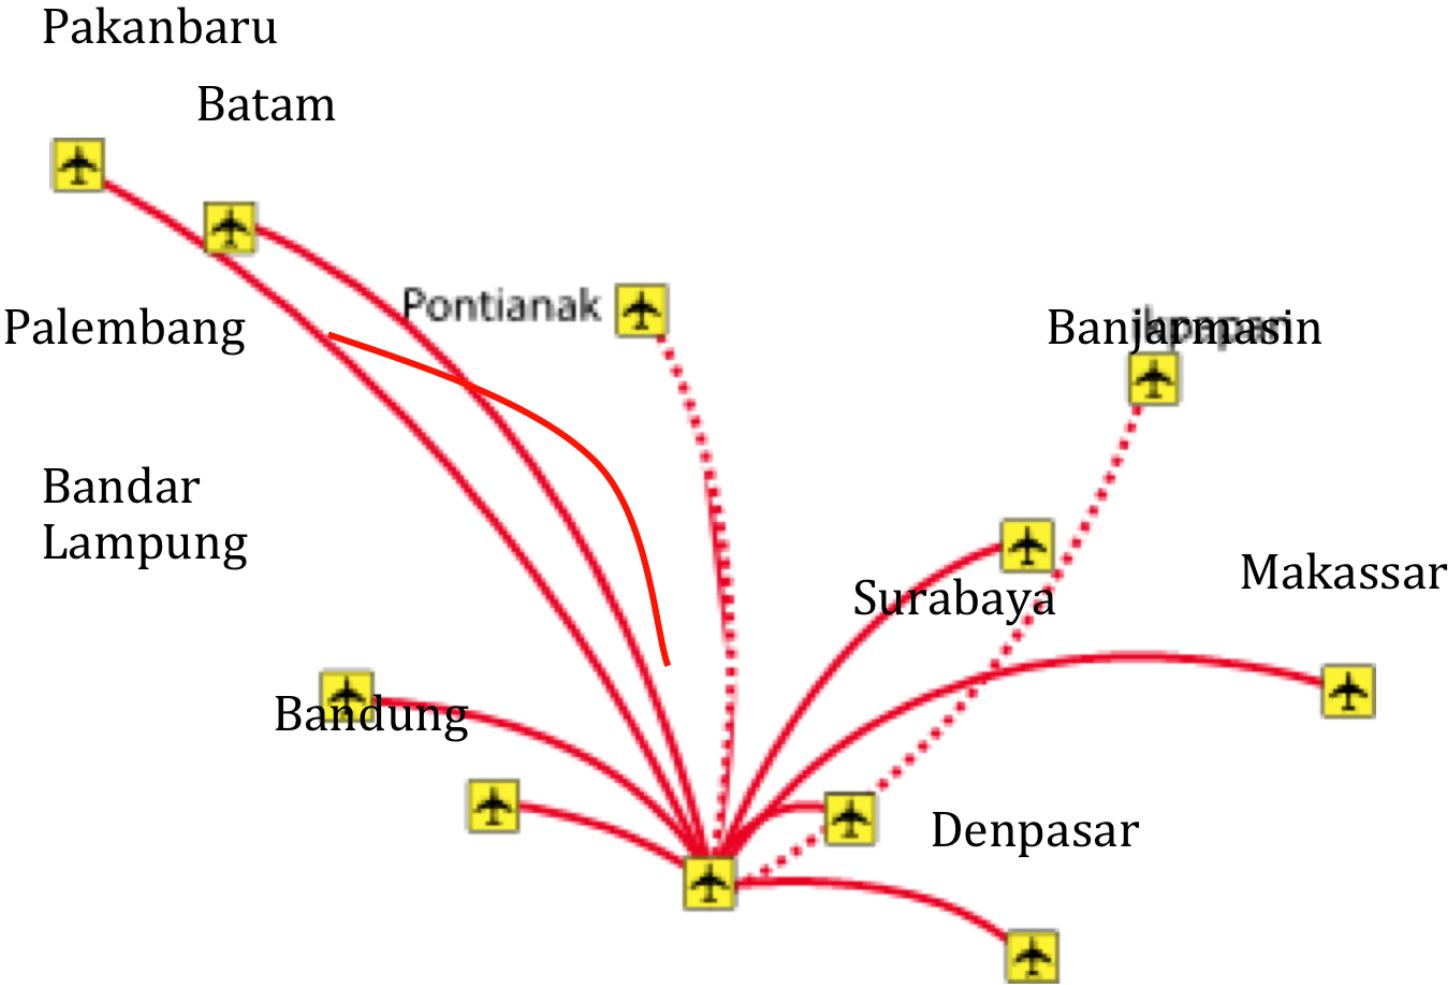 Pakanbaru
Batam
Pontianak
Palembang
Banjarmasin
Bandar
Lampung
Makassar
Surabaya
Bandung
Denpasar